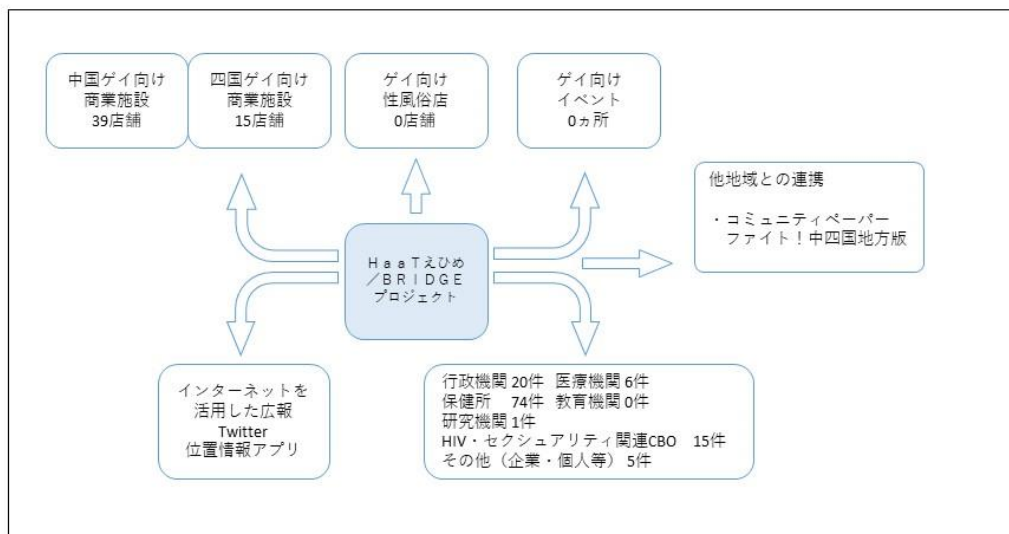 中国ゲイ向け
商業施設
39店舗
四国ゲイ向け
商業施設
15店舗
ゲイ向け
性風俗店
0店舗
ゲイ向け
イベント
0ヵ所
他地域との連携
・コミュニティペーパー
ファイト！中四国地方版
ＨａａＴえひめ
／ＢＲＩＤＧＥ
プロジェクト
インターネットを
活用した広報
Twitter
位置情報アプリ
行政機関 20件　医療機関 6件
保健所　 74件　教育機関 0件
研究機関 1件
HIV・セクシュアリティ関連CBO　15件
その他（企業・個人等） 5件